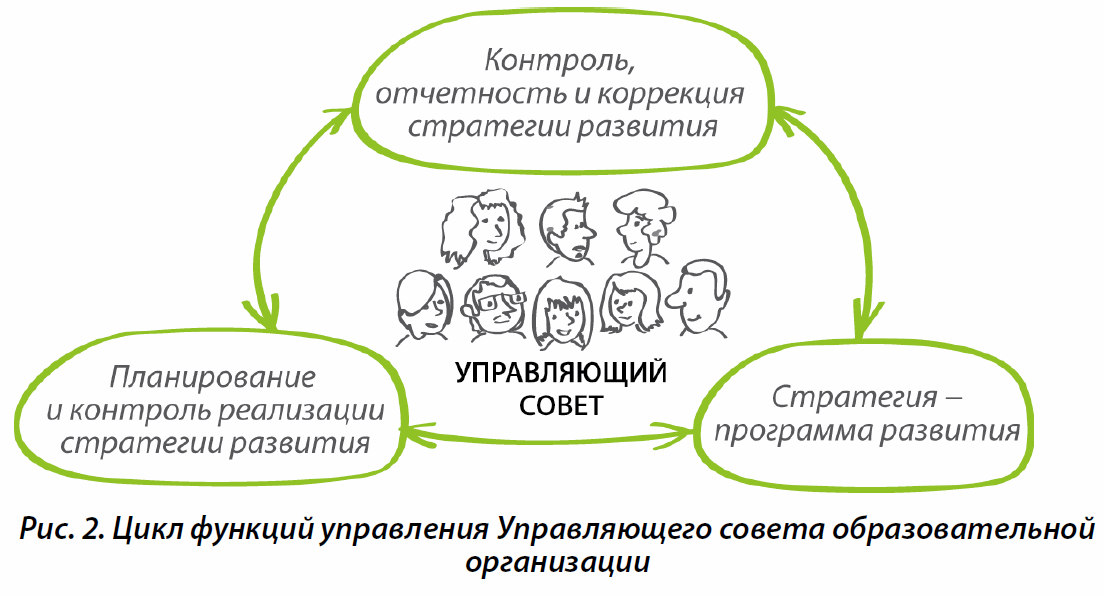 Контроль,
отчетность и коррекция
стратегии развития
УПРАВЛЯЮЩИЙ
СОВЕТ
Планирование
и контроль реализации
стратегии развития
Стратегия –
программа развития
Рис. 2. Цикл функций управления Управляющего совета образовательной
организации